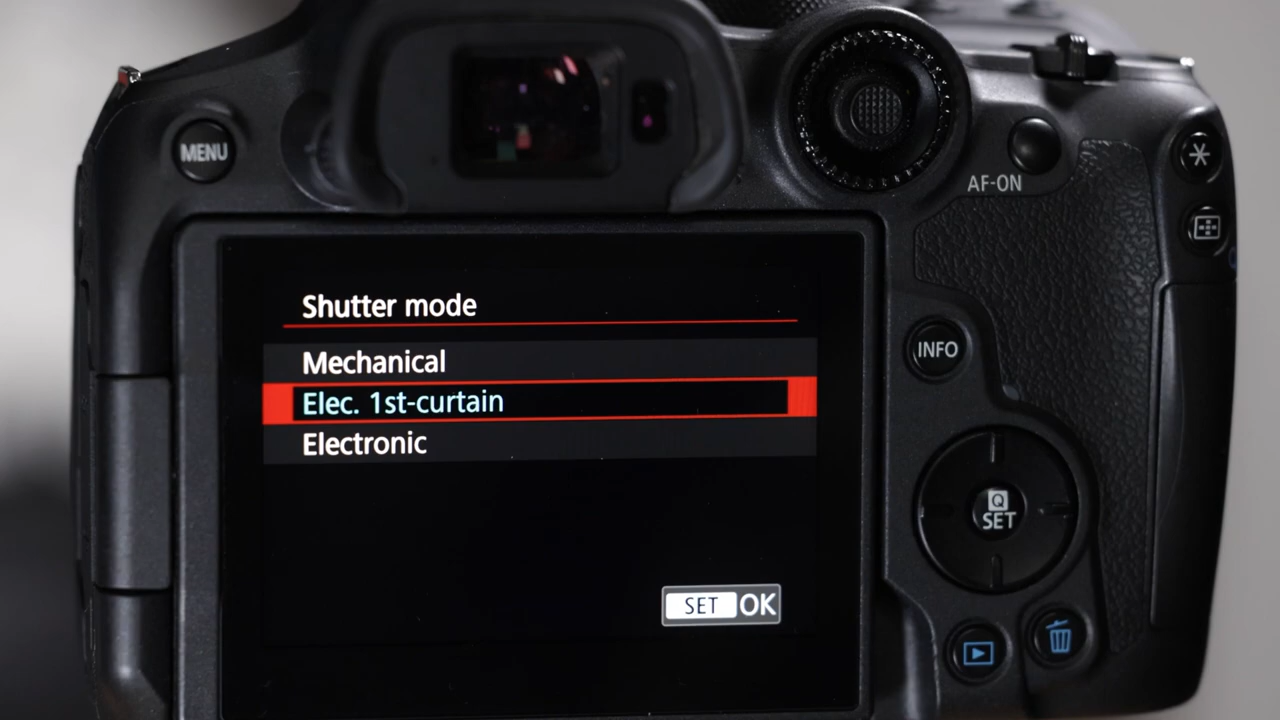 MENU
AF-ON
Shutter mode
INFO
Mechanical
Elec. 1st-curtain
Electronic
Q
SET
SET OK